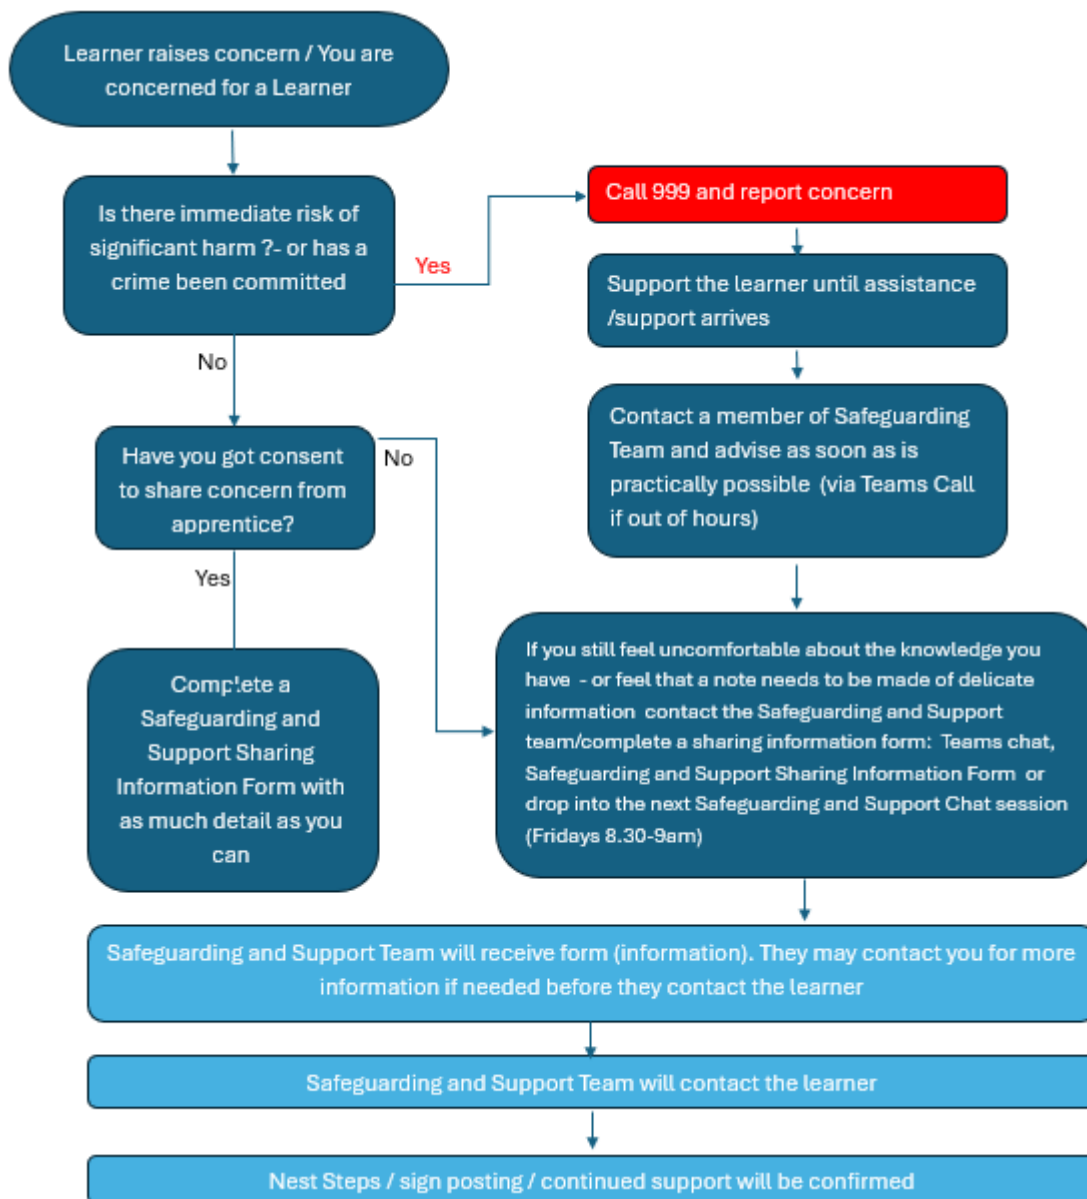 Learner raises concern / You are
concerned for a Learner
Is there immediate risk of
significant harm ?- or has a
crime been committed
Yes
Call 999 and report concern
Support the learner until assistance
/support arrives
No
Contact a member of Safeguarding
Team and advise as soon as is
practically possible (via Teams Call
if out of hours)
Have you got consent
to share concern from
apprentice?
No
Yes
Complete a
Safeguarding and
Support Sharing
Information Form with
as much detail as you
can
If you still feel uncomfortable about the knowledge you
have - or feel that a note needs to be made of delicate
information contact the Safeguarding and Support
team/complete a sharing information form: Teams chat,
Safeguarding and Support Sharing Information Form or
drop into the next Safeguarding and Support Chat session
(Fridays 8.30-9am)
Safeguarding and Support Team will receive form (information). They may contact you for more
information if needed before they contact the learner
Safeguarding and Support Team will contact the learner
Nest Steps / sign posting / continued support will be confirmed